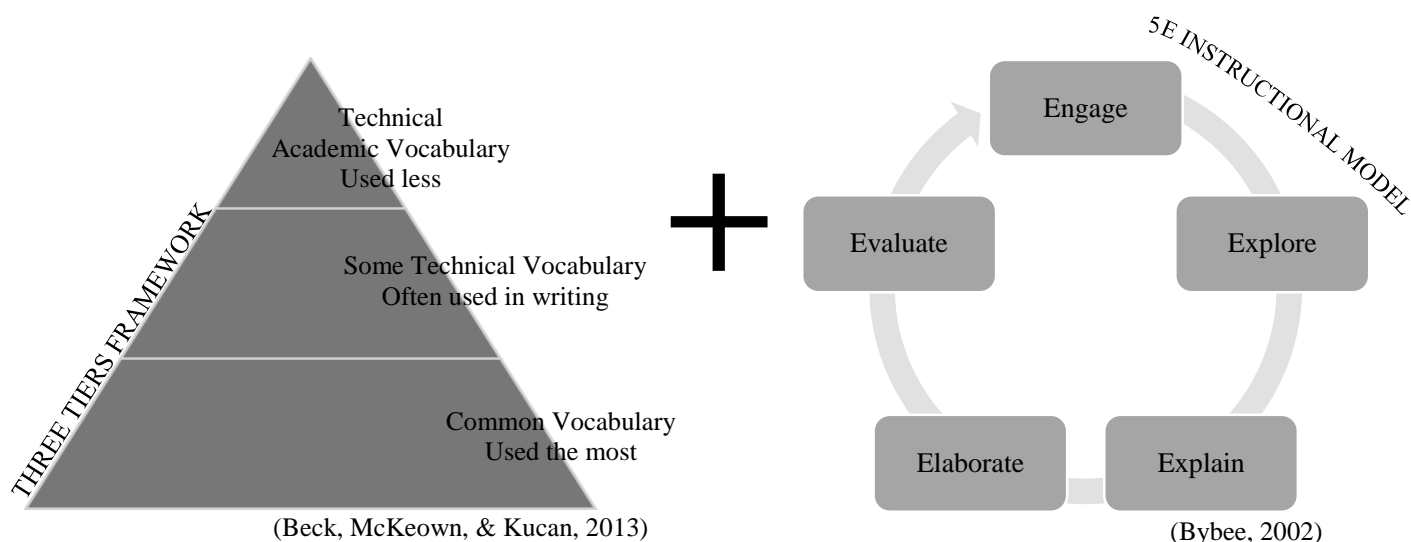 THREE TIERS FRAMEWORK
Technical
Academic Vocabulary
Used less
Some Technical Vocabulary
Often used in writing
Common Vocabulary
Used the most
(Beck, McKeown, & Kucan, 2013)
+
5E INSTRUCTIONAL MODEL
Engage
Explore
Explain
Elaborate
Evaluate
(Bybee, 2002)